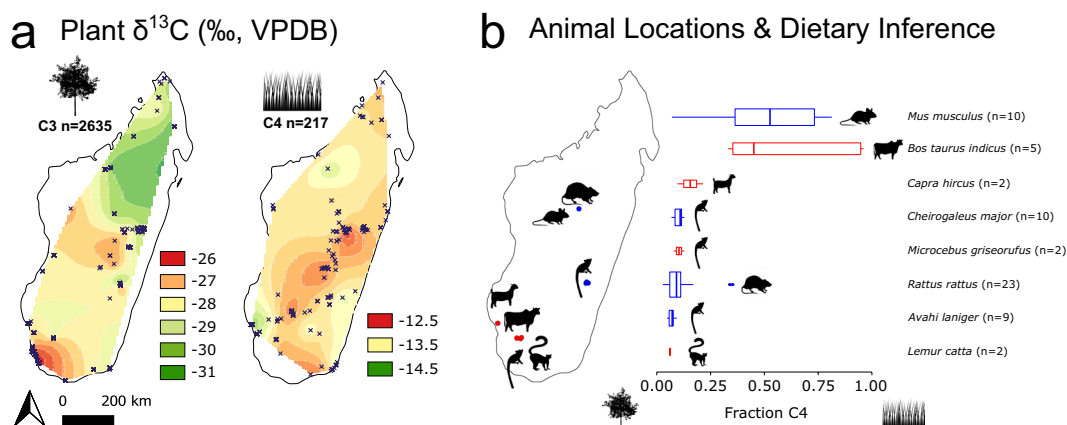 a Plant δ¹³C (‰, VPDB)
C3 n=2635
C4 n=217
-26
-27
-28
-29
-30
-31
-12.5
-13.5
-14.5
0 200 km
b Animal Locations & Dietary Inference
Mus musculus (n=10)
Bos taurus indicus (n=5)
Capra hircus (n=2)
Cheirogaleus major (n=10)
Microcebus griseorufus (n=2)
Rattus rattus (n=23)
Avahi laniger (n=9)
Lemur catta (n=2)
0.00 0.25 0.50 0.75 1.00
Fraction C4